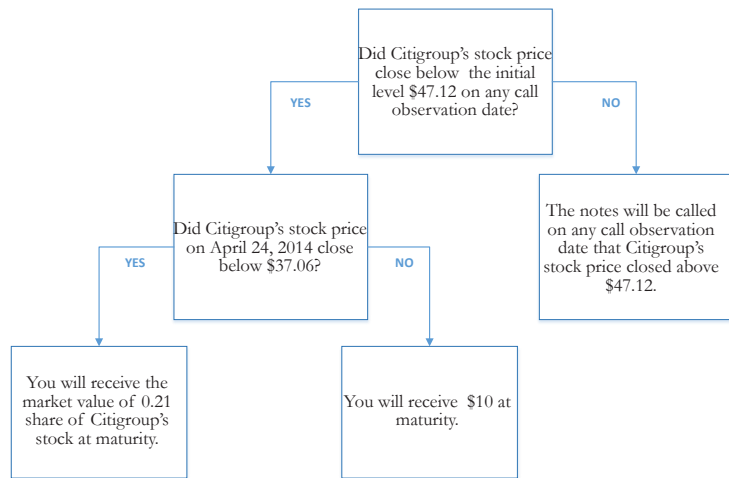 Did Citigroup's stock price
close below the initial
level $47.12 on any call
observation date?
YES
NO
Did Citigroup's stock price
on April 24, 2014 close
below $37.06?
The notes will be called
on any call observation
date that Citigroup's
stock price closed above
$47.12.
YES
NO
You will receive the
market value of 0.21
share of Citigroup's
stock at maturity.
You will receive $10 at
maturity.